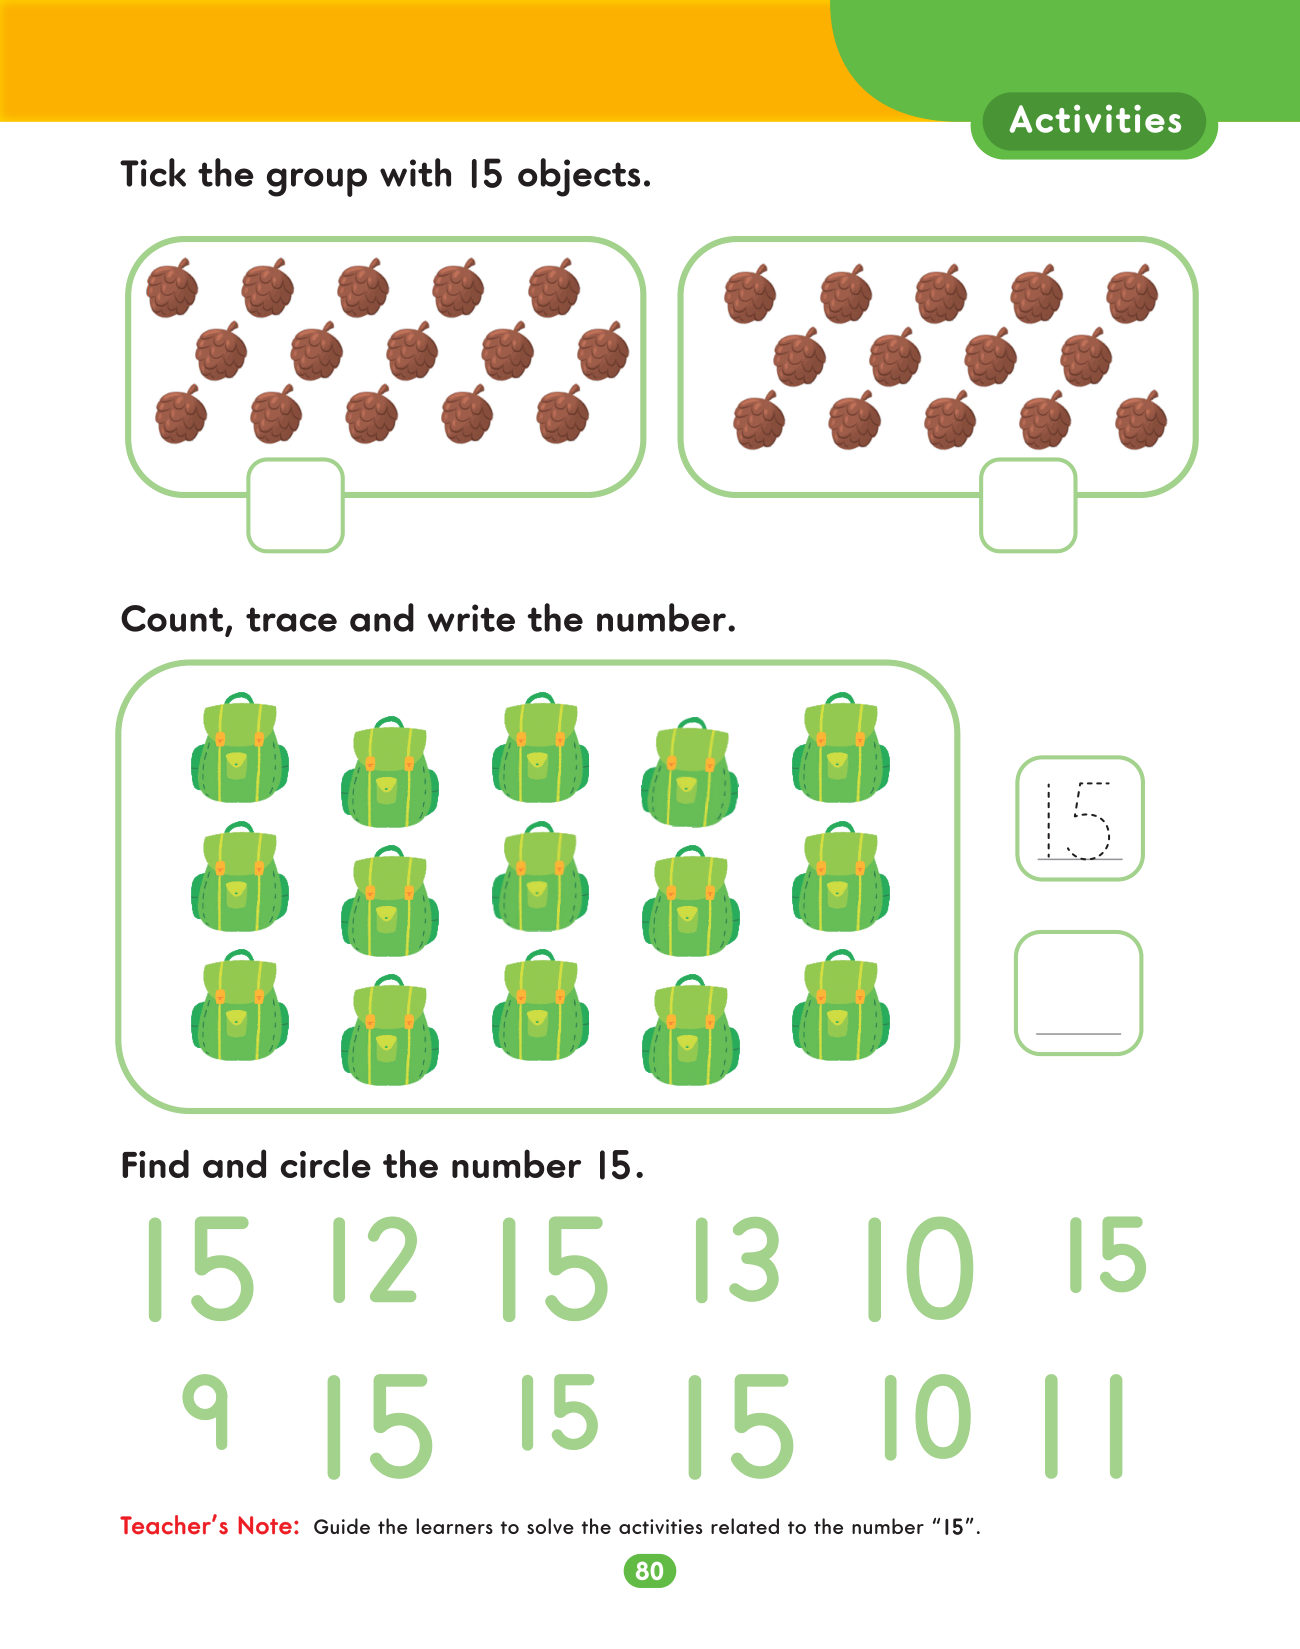 Activities
Tick the group with 15 objects.
Count, trace and write the number.
15
Find and circle the number 15.
15 12 15 13 10 15
9 15 15 15 10 11
Teacher's Note: Guide the learners to solve the activities related to the number “15”.
80